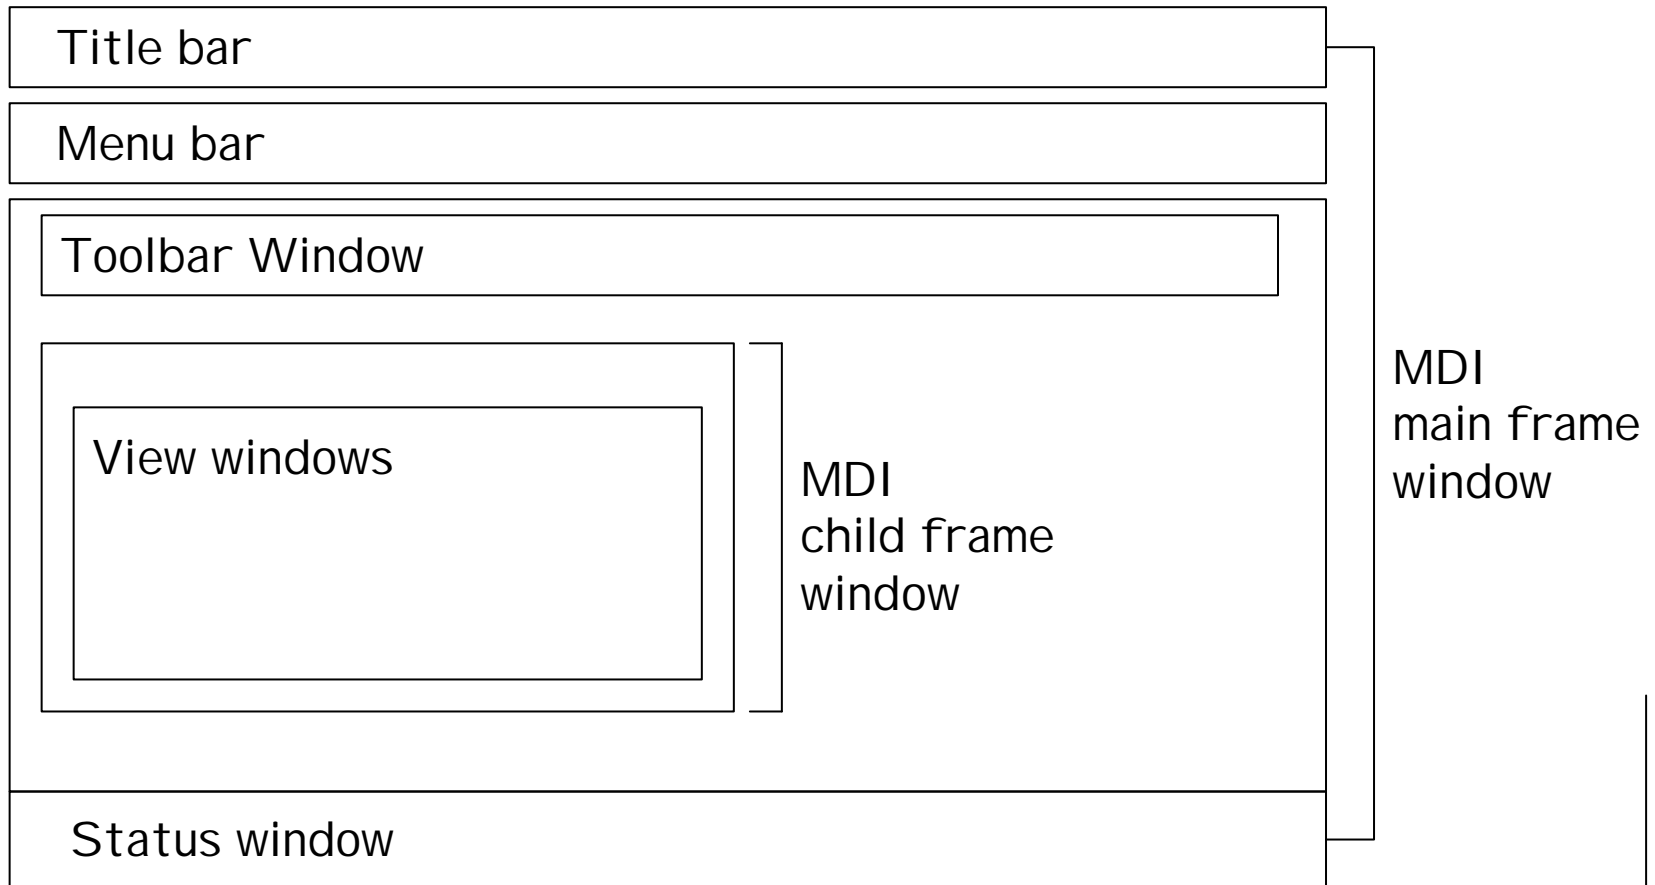 Title bar
Menu bar
Toolbar Window
View windows
MDI
child frame
window
MDI
main frame
window
Status window